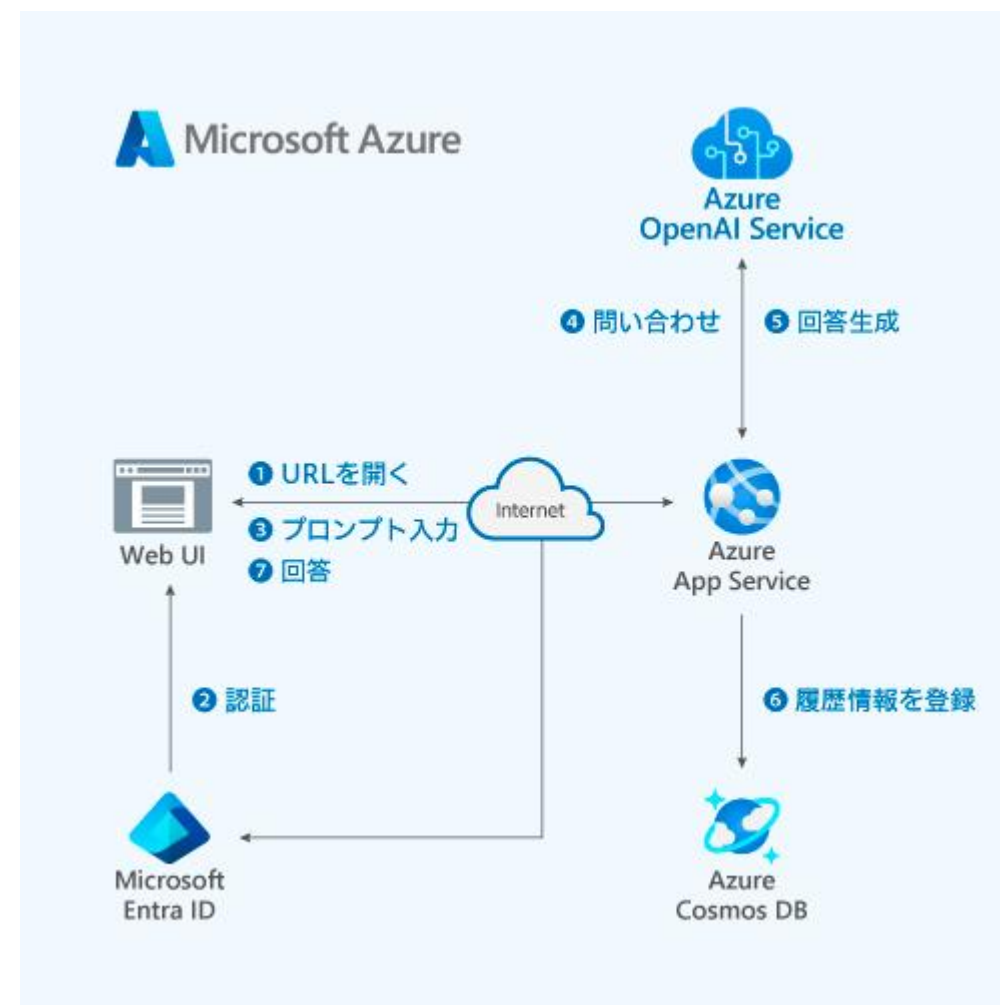 Microsoft Azure
Azure
OpenAI Service
❹ 問い合わせ
❺ 回答生成
❶ URLを開く
Internet
❸ プロンプト入力
❼ 回答
Web UI
Azure
App Service
❷ 認証
❻ 履歴情報を登録
Microsoft
Entra ID
Azure
Cosmos DB